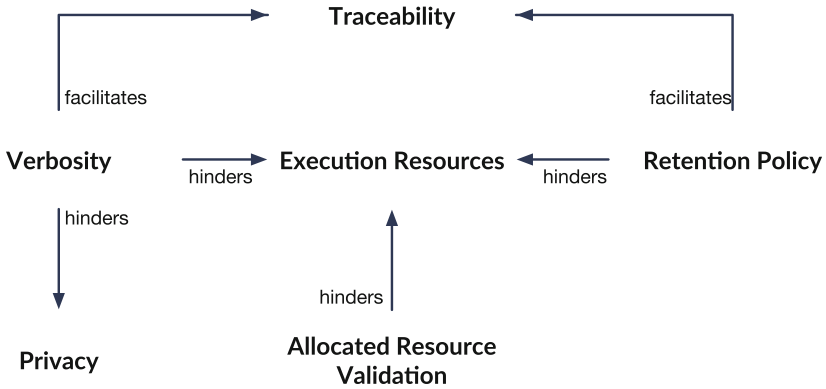 Traceability
facilitates
facilitates
Verbosity
Execution Resources
Retention Policy
hinders
hinders
hinders
hinders
Privacy
Allocated Resource
Validation